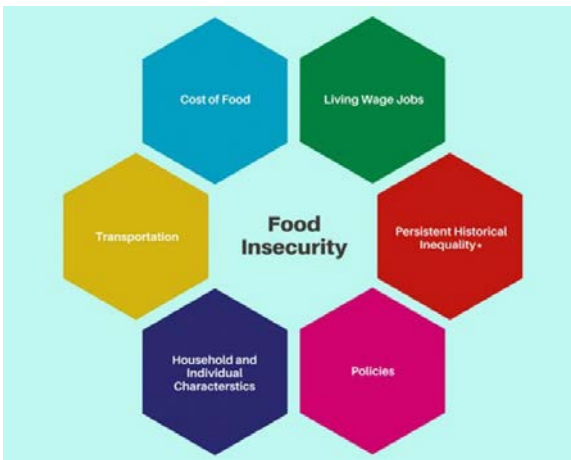 Cost of Food
Living Wage Jobs
Transportation
Food
Insecurity
Persistent Historical
Inequality*
Household and
Individual
Characterstics
Policies